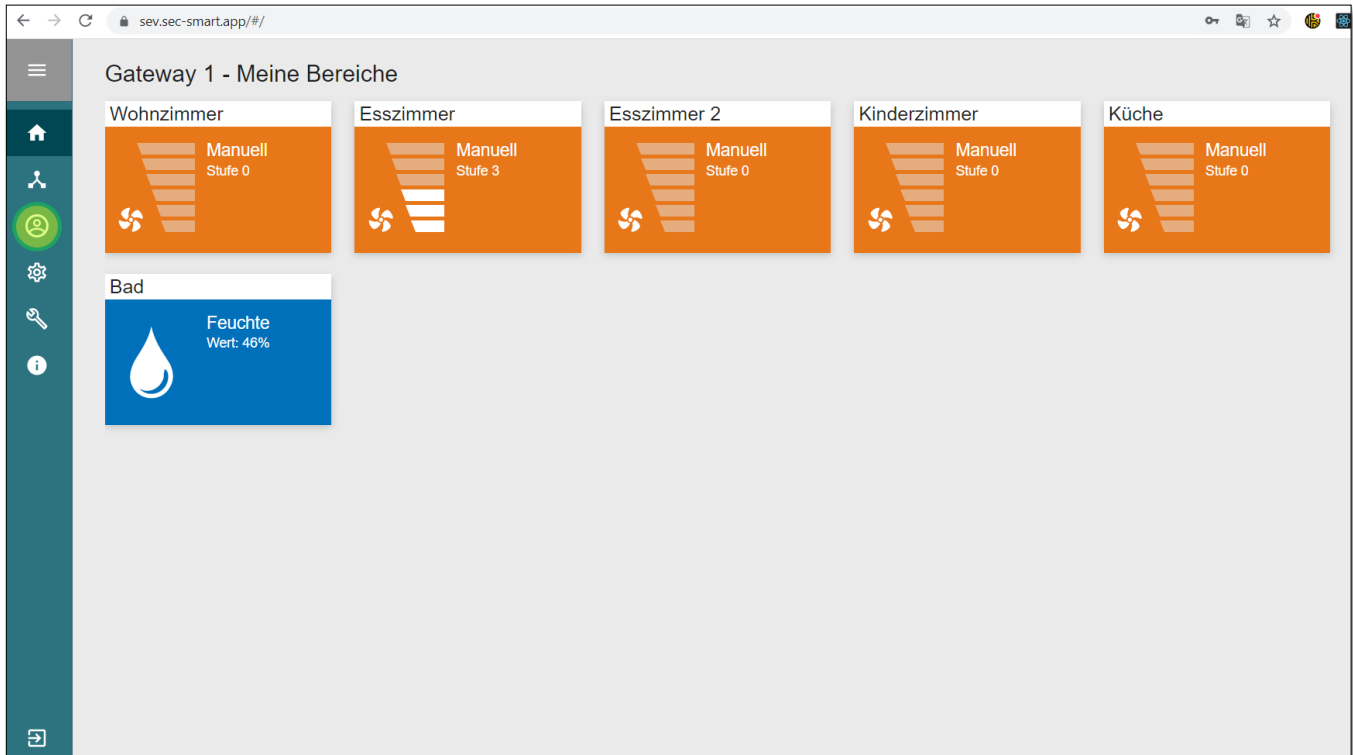 sev.sec-smart.app/#/
Gateway 1 - Meine Bereiche
Wohnzimmer
Manuell
Stufe 0
Esszimmer
Manuell
Stufe 3
Esszimmer 2
Manuell
Stufe 0
Kinderzimmer
Manuell
Stufe 0
Küche
Manuell
Stufe 0
Bad
Feuchte
Wert: 46%